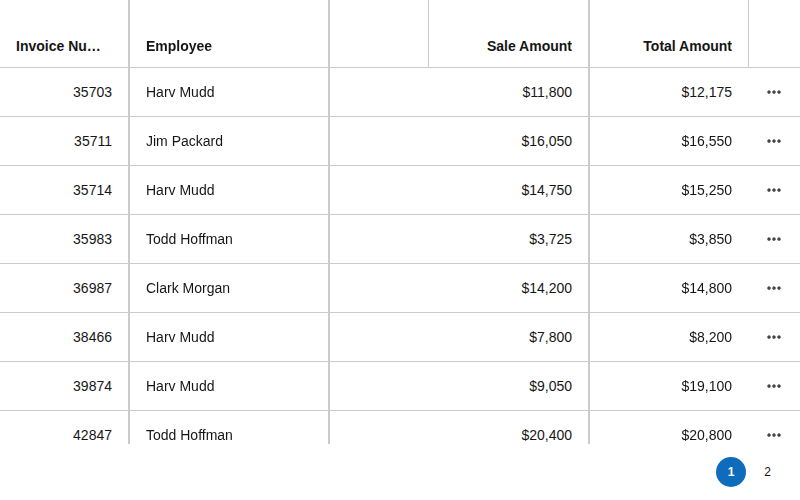 Invoice Nu… Employee Sale Amount Total Amount
35703 Harv Mudd $11,800 $12,175 •••
35711 Jim Packard $16,050 $16,550 •••
35714 Harv Mudd $14,750 $15,250 •••
35983 Todd Hoffman $3,725 $3,850 •••
36987 Clark Morgan $14,200 $14,800 •••
38466 Harv Mudd $7,800 $8,200 •••
39874 Harv Mudd $9,050 $19,100 •••
42847 Todd Hoffman $20,400 $20,800 •••
1 2